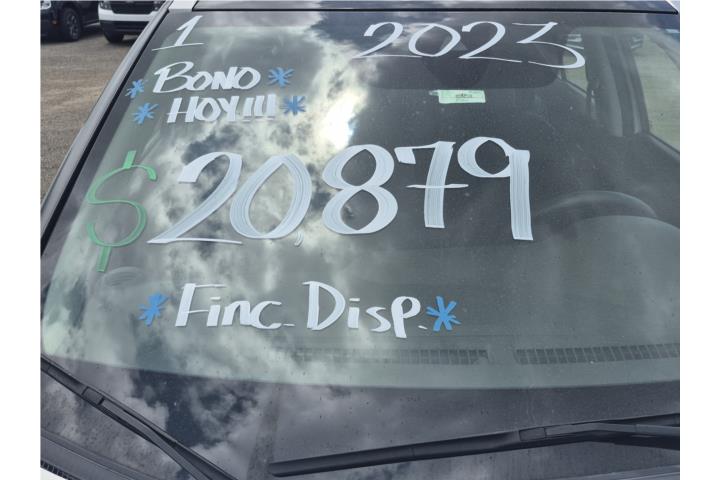 1 2023
*BONO*
*HOY!!!*
$20,879
*Finc. Disp.*